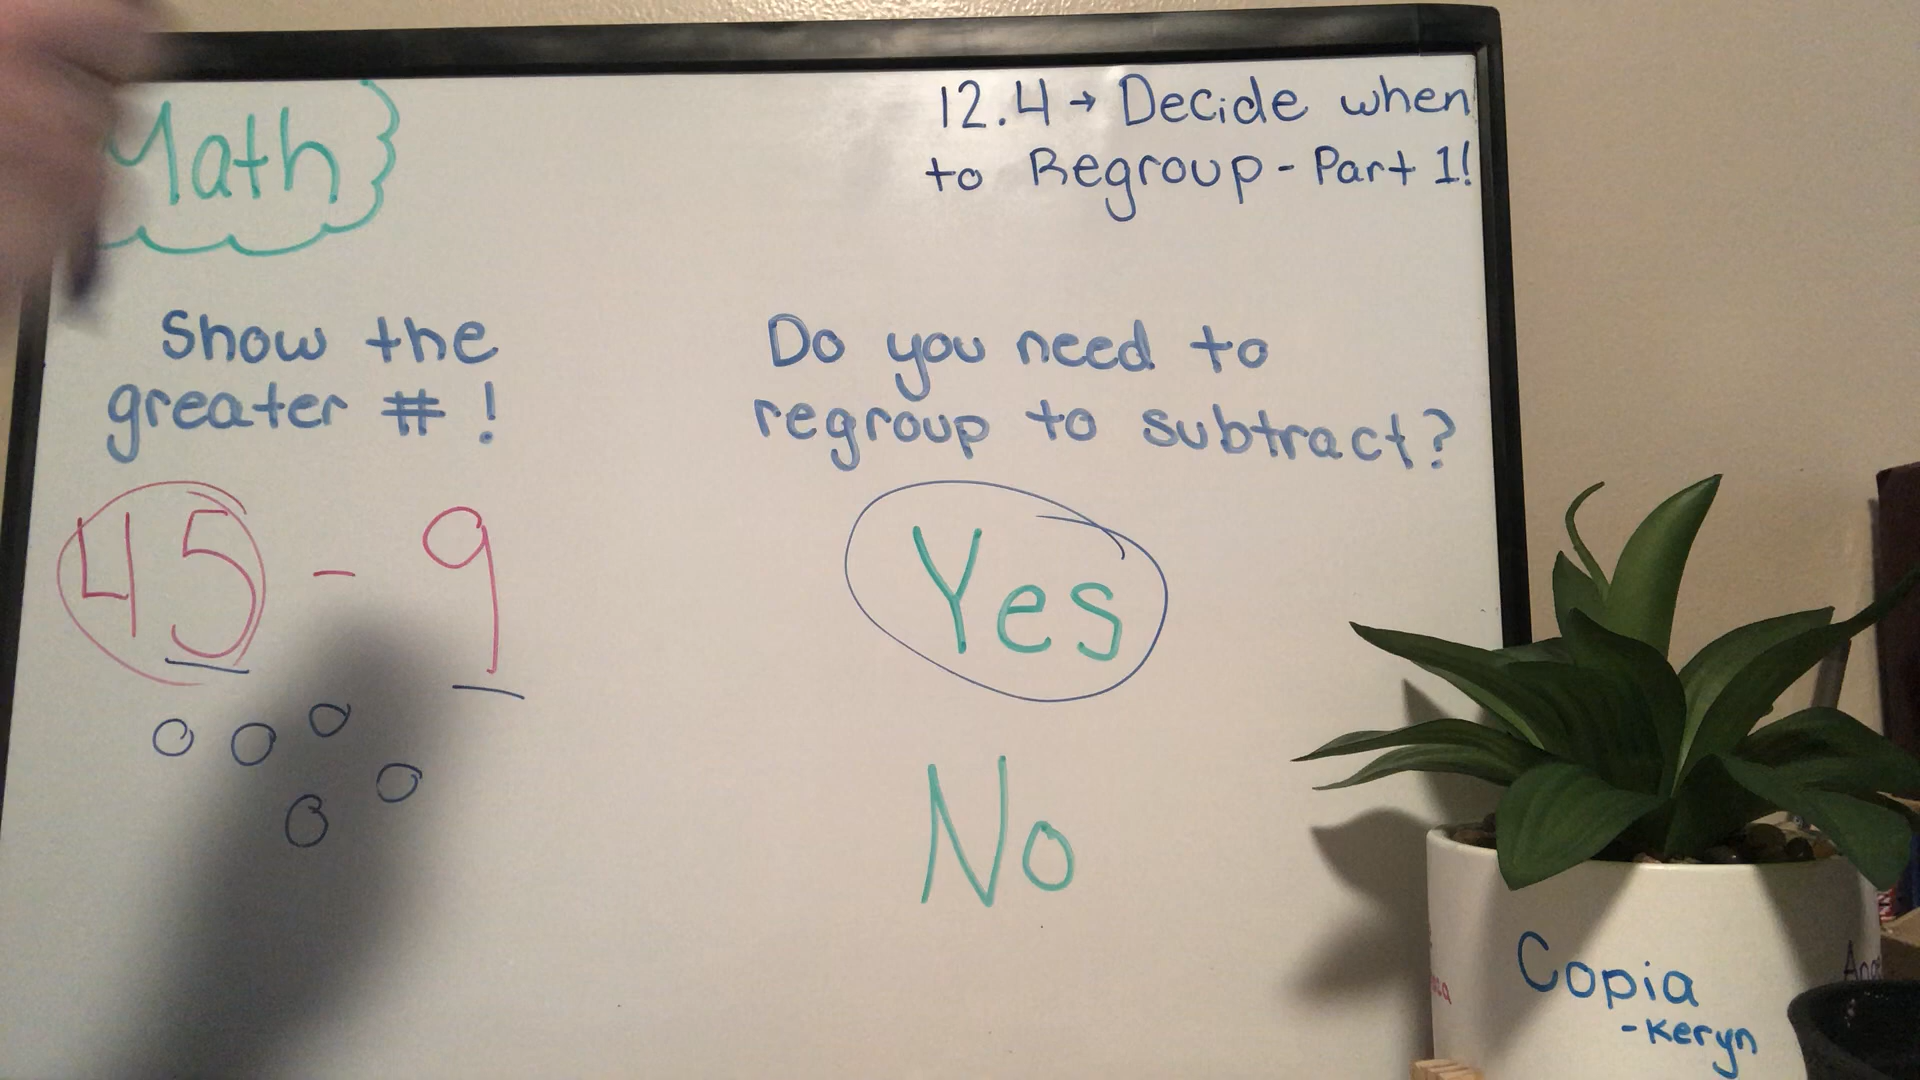 Math
12.4 → Decide when
to Regroup - Part 1!
Show the
greater # !
Do you need to
regroup to subtract?
45 - 9
Yes
No
Copia
-Keryn